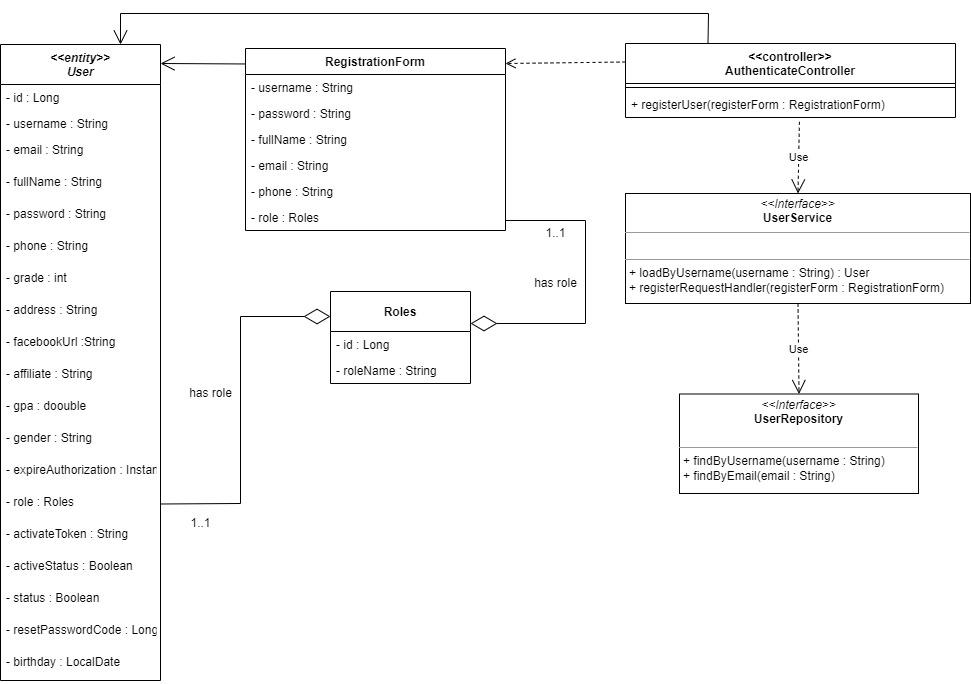 <<entity>>
User
- id : Long
- username : String
- email : String
- fullName : String
- password : String
- phone : String
- grade : int
- address : String
- facebookUrl :String
- affiliate : String
- gpa : doouble
- gender : String
- expireAuthorization : Instan
- role : Roles
- activateToken : String
- activeStatus : Boolean
- status : Boolean
- resetPasswordCode : Long
- birthday : LocalDate
RegistrationForm
- username : String
- password : String
- fullName : String
- email : String
- phone : String
- role : Roles
1..1
has role
Roles
- id : Long
- roleName : String
has role
1..1
<<controller>>
AuthenticateController
+ registerUser(registerForm : RegistrationForm)
Use
<<Interface>>
UserService
+ loadByUsername(username : String) : User
+ registerRequestHandler(registerForm : RegistrationForm)
Use
<<Interface>>
UserRepository
+ findByUsername(username : String)
+ findByEmail(email : String)